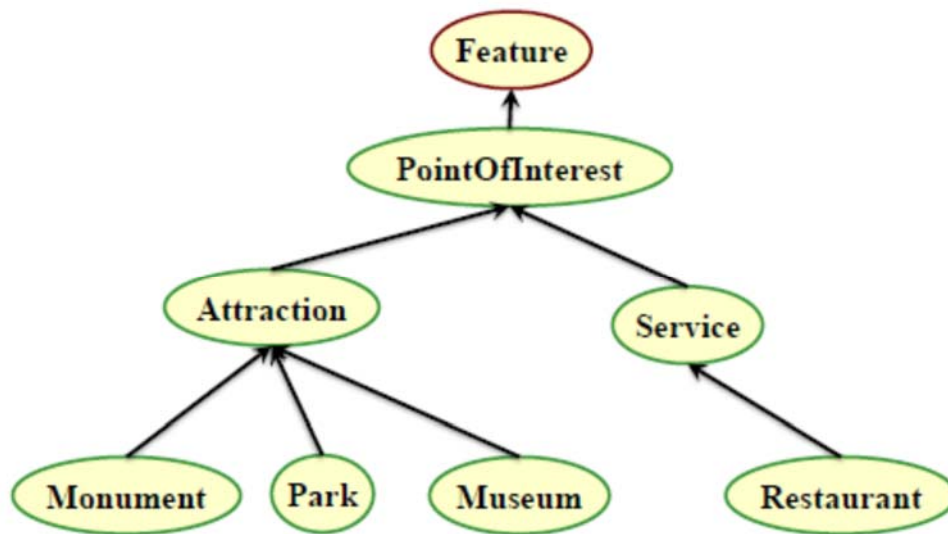 Feature
PointOfInterest
Attraction
Service
Monument
Park
Museum
Restaurant